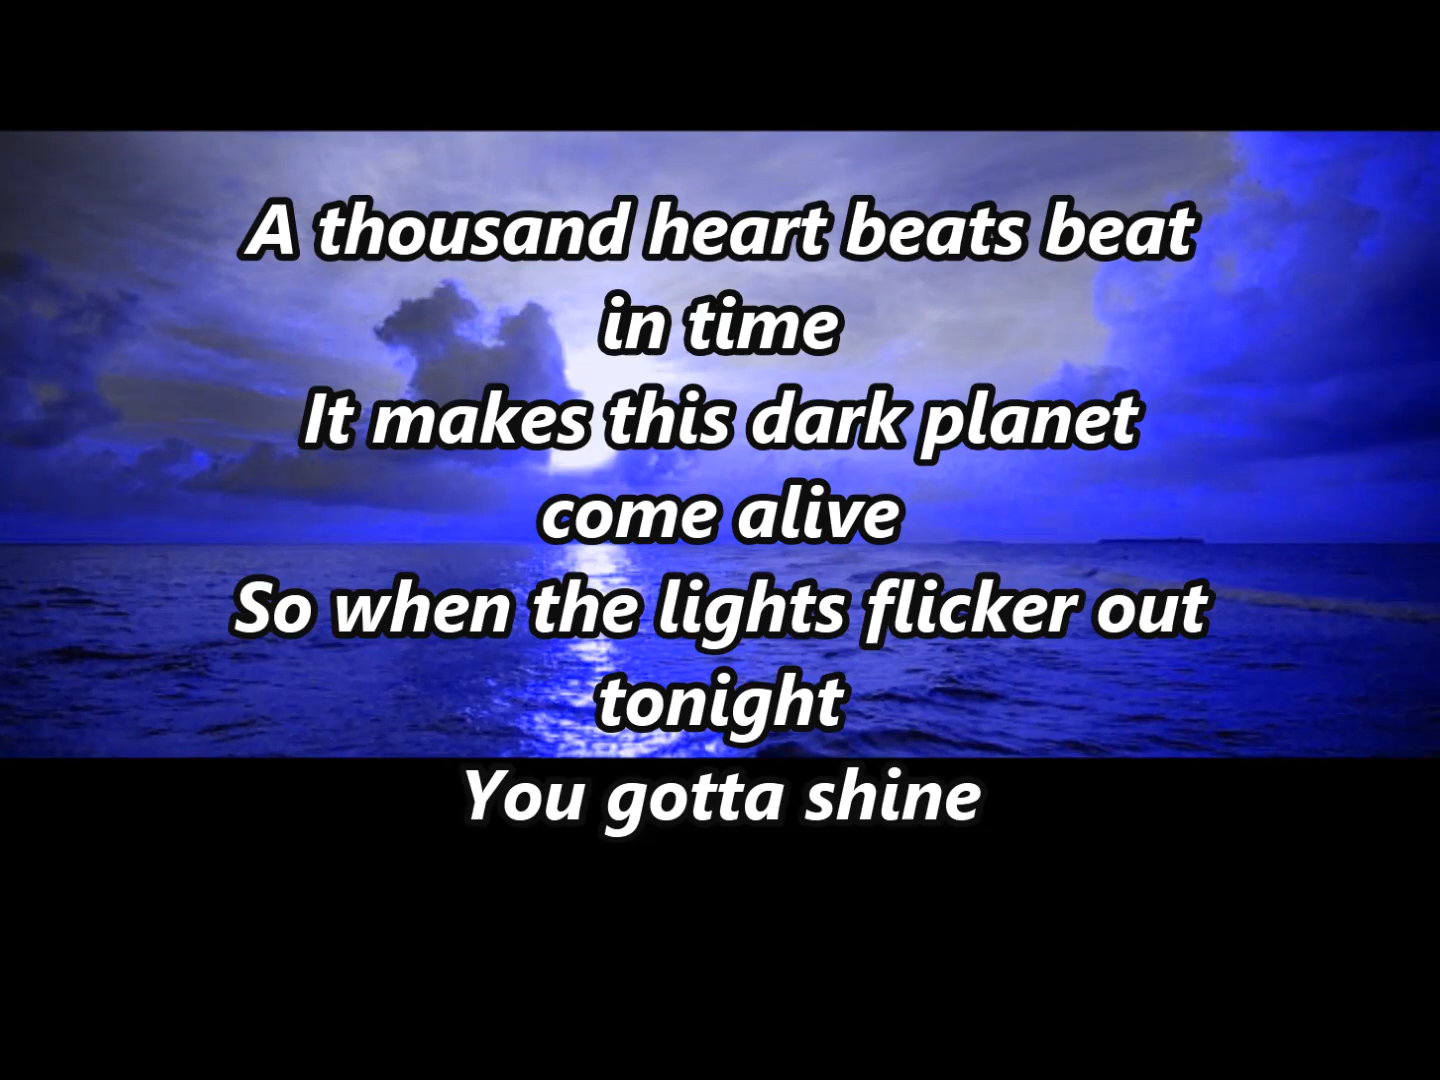 A thousand heart beats beat
in time
It makes this dark planet
come alive
So when the lights flicker out
tonight
You gotta shine